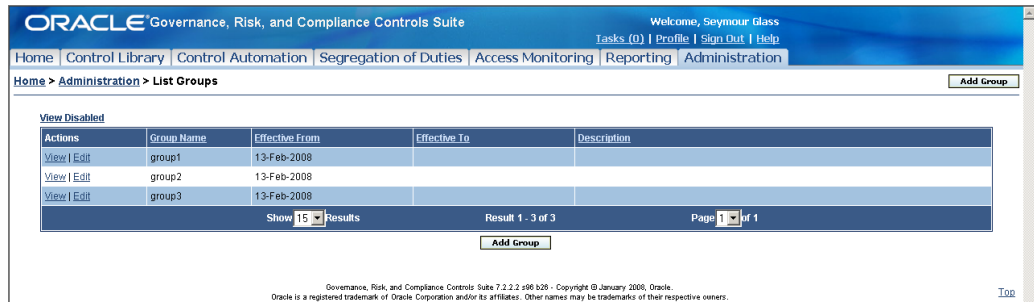 ORACLE Governance, Risk, and Compliance Controls Suite
Welcome, Seymour Glass
Tasks (0) | Profile | Sign Out | Help
Home Control Library Control Automation Segregation of Duties Access Monitoring Reporting Administration
Home > Administration > List Groups
Add Group
View Disabled
Actions Group Name Effective From Effective To Description
View | Edit group1 13-Feb-2008
View | Edit group2 13-Feb-2008
View | Edit group3 13-Feb-2008
Show 15 Results Result 1 - 3 of 3 Page 1 of 1
Add Group
Governance, Risk, and Compliance Controls Suite 7.2.2.2 s96 b26 - Copyright © January 2008, Oracle.
Oracle is a registered trademark of Oracle Corporation and/or its affiliates. Other names may be trademarks of their respective owners.
Top